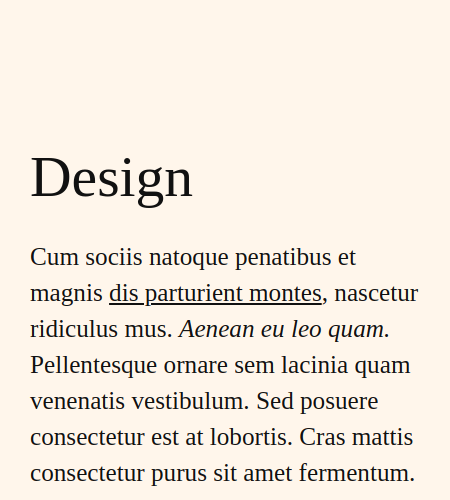 Design
Cum sociis natoque penatibus et
magnis dis parturient montes, nascetur
ridiculus mus. Aenean eu leo quam.
Pellentesque ornare sem lacinia quam
venenatis vestibulum. Sed posuere
consectetur est at lobortis. Cras mattis
consectetur purus sit amet fermentum.